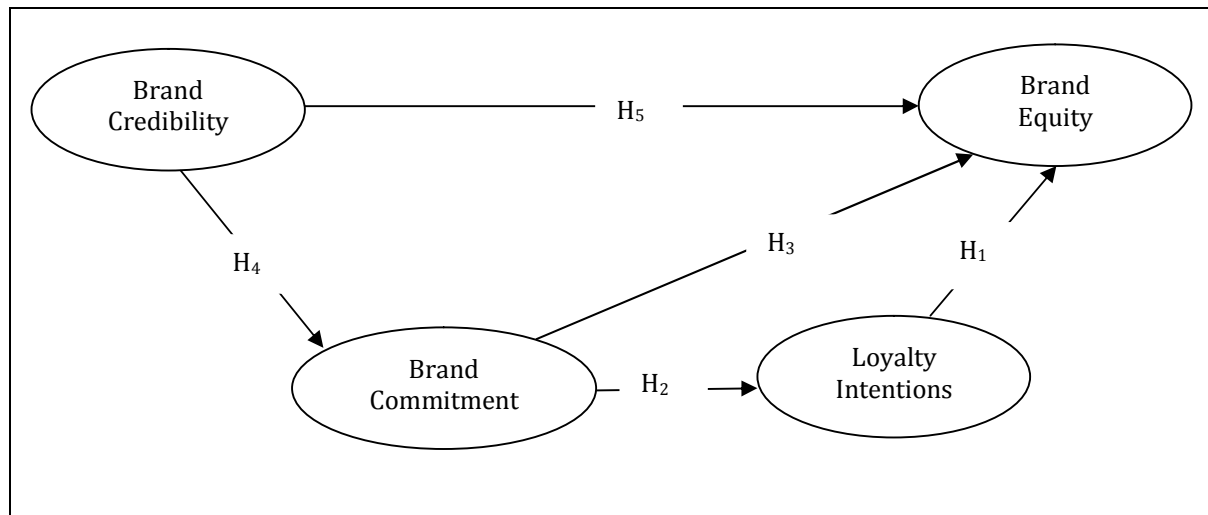 Brand
Credibility
Brand
Equity
H₅
H₃
H₁
H₄
Brand
Commitment
H₂
Loyalty
Intentions